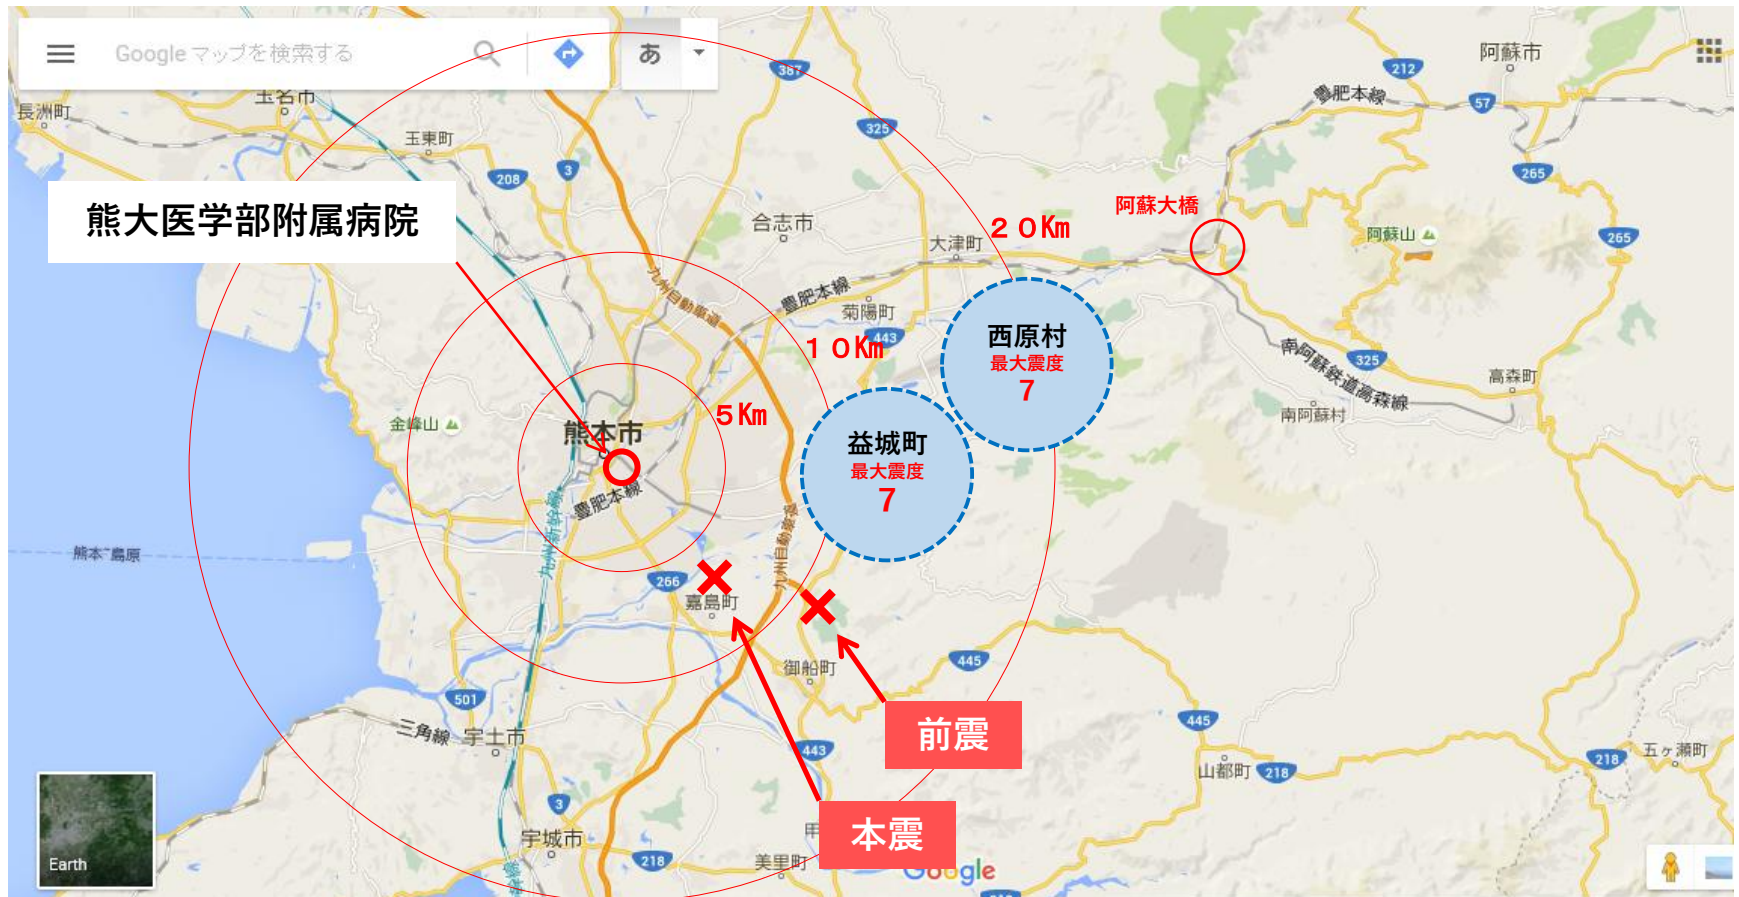 Google マップを検索する
あ
387
212
阿蘇市
玉名市
長洲町
豊肥本線
57
325
玉東町
3
208
265
熊大医学部附属病院
合志市
阿蘇大橋
２０Km
大津町
阿蘇山
265
九州自動車道
豊肥本線
菊陽町
443
１０Km
西原村
最大震度
7
南阿蘇鉄道高森線
325
高森町
南阿蘇村
5Km
金峰山
熊本市
益城町
最大震度
7
豊肥本線
九州新幹線
九州自動車道
熊本-島原
266
嘉島町
御船町
445
501
三角線
宇土市
前震
443
445
山都町
218
218
五ヶ瀬町
3
本震
宇城市
218
甲
美里町
Earth
Google
幹線